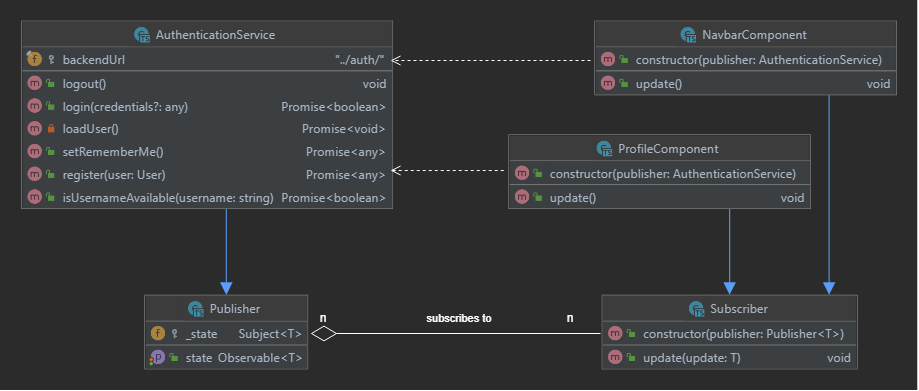 AuthenticationService
backendUrl "../auth/"
logout() void
login(credentials?: any) Promise<boolean>
loadUser() Promise<void>
setRememberMe() Promise<any>
register(user: User) Promise<any>
isUsernameAvailable(username: string) Promise<boolean>
NavbarComponent
constructor(publisher: AuthenticationService)
update() void
ProfileComponent
constructor(publisher: AuthenticationService)
update() void
Publisher
_state Subject<T>
state Observable<T>
n subscribes to n
Subscriber
constructor(publisher: Publisher<T>)
update(update: T) void